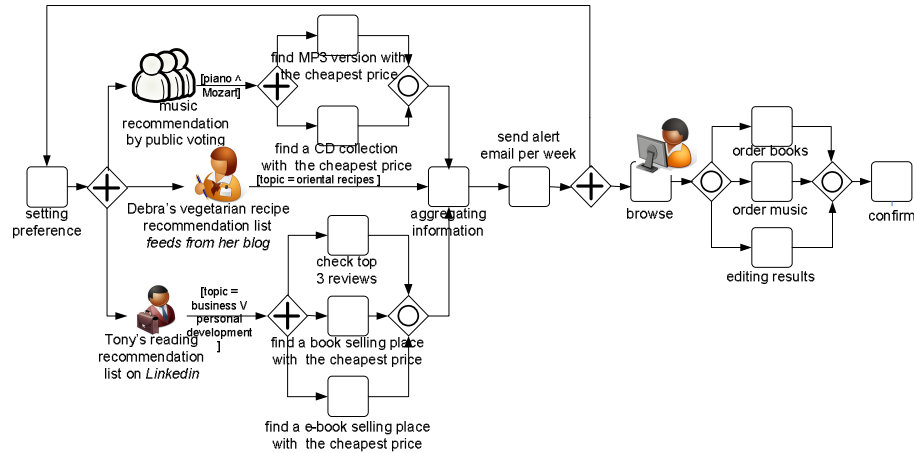 find MP3 version with
the cheapest price
[piano ^
Mozart]
music
recommendation
by public voting
find a CD collection
with the cheapest price
[topic = oriental recipes ]
send alert
email per week
order books
setting
preference
Debra's vegetarian recipe
recommendation list
feeds from her blog
aggregating
information
browse
order music
confirm
check top
3 reviews
editing results
[topic =
business V
personal
development
]
Tony's reading
recommendation
list on Linkedin
find a book selling place
with the cheapest price
find a e-book selling place
with the cheapest price